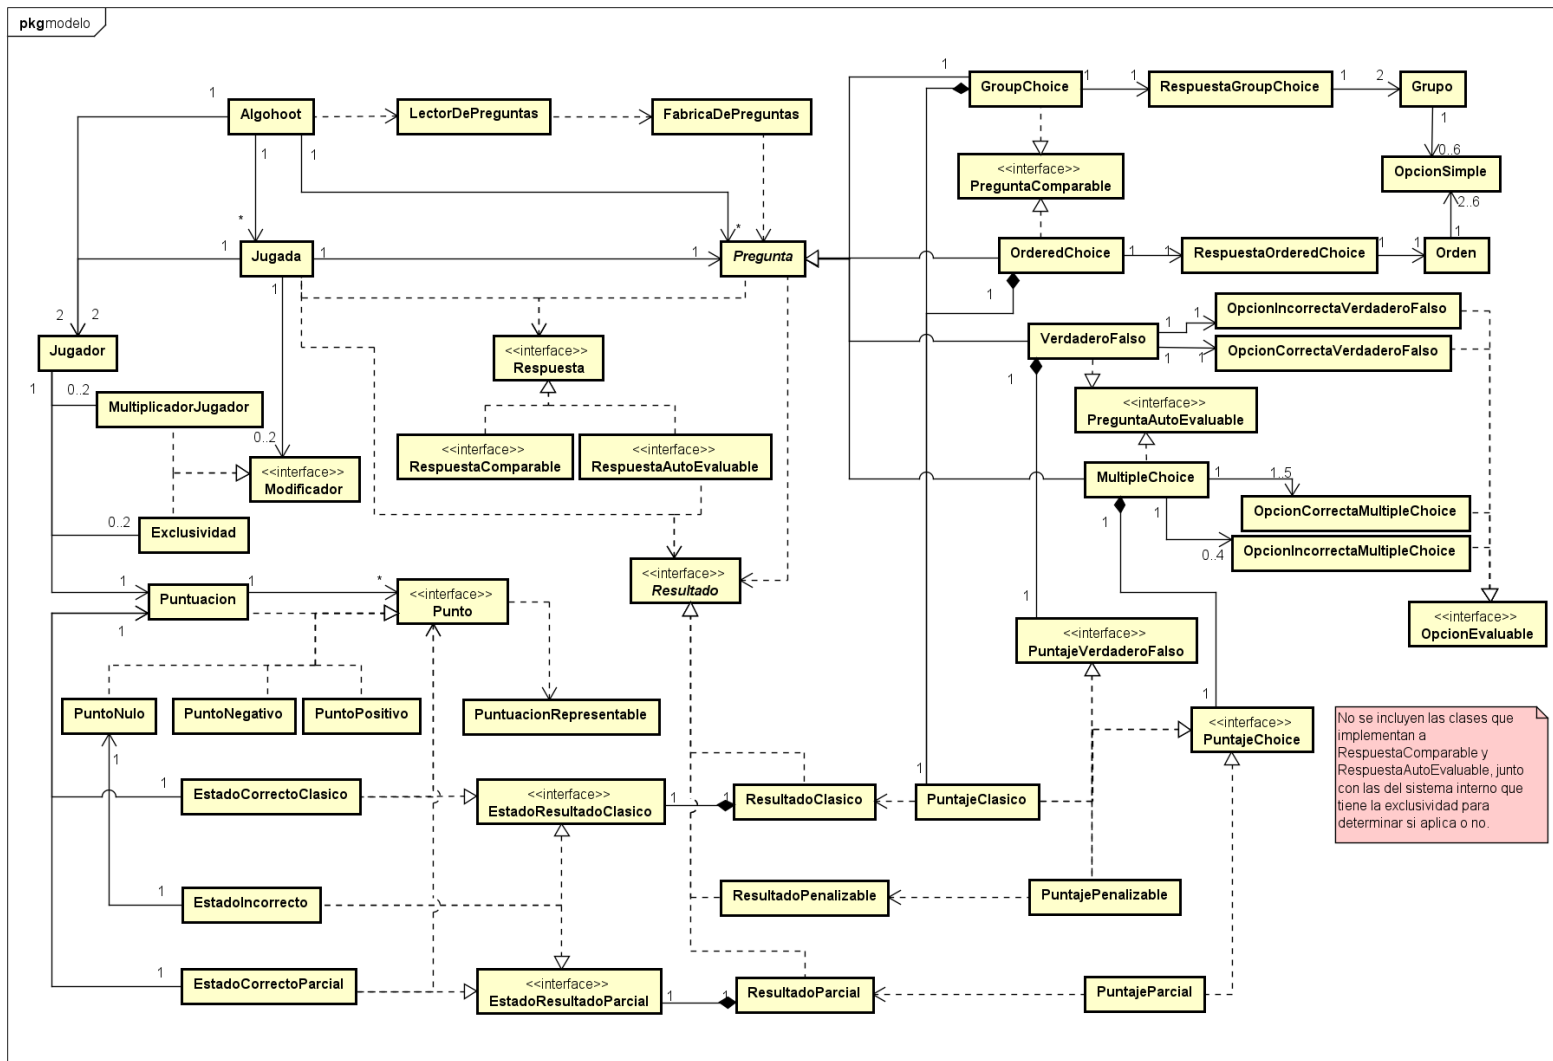 pkg modelo
1
1
1
1
2
GroupChoice
RespuestaGroupChoice
Grupo
1
Algohoot
LectorDePreguntas
FabricaDePreguntas
1
1
1
0..6
<<interface>>
PreguntaComparable
OpcionSimple
2..6
*
*
1
1
1
Jugada
Pregunta
1
1
1
1
1
OrderedChoice
RespuestaOrderedChoice
Orden
1
1
2
2
Jugador
1
<<interface>>
Respuesta
VerdaderoFalso
1
1
OpcionIncorrectaVerdaderoFalso
1
1
OpcionCorrectaVerdaderoFalso
1
1
0..2
MultiplicadorJugador
<<interface>>
PreguntaAutoEvaluable
0..2
<<interface>>
RespuestaComparable
<<interface>>
RespuestaAutoEvaluable
<<interface>>
Modificador
MultipleChoice
1
1..5
1
1
OpcionCorrectaMultipleChoice
0..2
Exclusividad
0..4
OpcionIncorrectaMultipleChoice
<<interface>>
Resultado
1
1
*
Puntuacion
1
<<interface>>
Punto
1
<<interface>>
PuntajeVerdaderoFalso
<<interface>>
OpcionEvaluable
PuntoNulo
PuntoNegativo
PuntoPositivo
PuntuacionRepresentable
1
<<interface>>
PuntajeChoice
No se incluyen las clases que
implementan a
RespuestaComparable y
RespuestaAutoEvaluable, junto
con las del sistema interno que
tiene la exclusividad para
determinar si aplica o no.
1
1
EstadoCorrectoClasico
<<interface>>
EstadoResultadoClasico
1
1
ResultadoClasico
1
PuntajeClasico
1
EstadoIncorrecto
ResultadoPenalizable
PuntajePenalizable
1
EstadoCorrectoParcial
<<interface>>
EstadoResultadoParcial
1
1
ResultadoParcial
PuntajeParcial